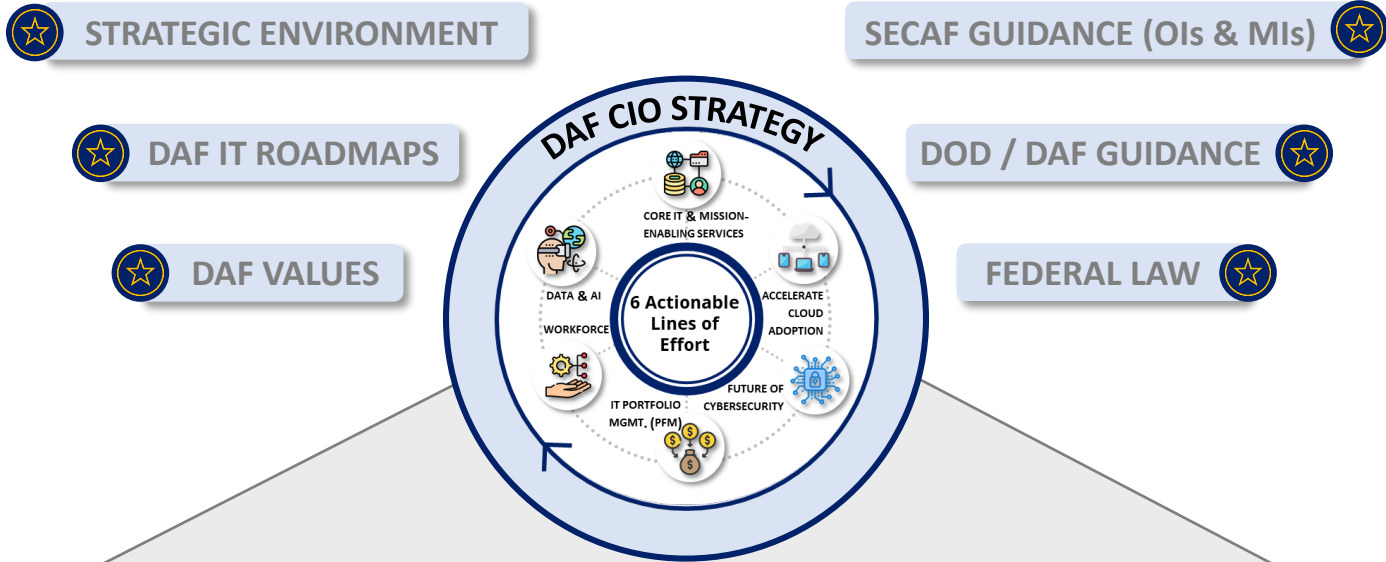 STRATEGIC ENVIRONMENT
SECAF GUIDANCE (OIs & MIs)
DAF IT ROADMAPS
DOD / DAF GUIDANCE
DAF VALUES
FEDERAL LAW
DAF CIO STRATEGY
CORE IT & MISSION-
ENABLING SERVICES
ACCELERATE
CLOUD
ADOPTION
FUTURE OF
CYBERSECURITY
IT PORTFOLIO
MGMT. (PFM)
WORKFORCE
DATA & AI
6 Actionable
Lines of
Effort
$ $ $
$